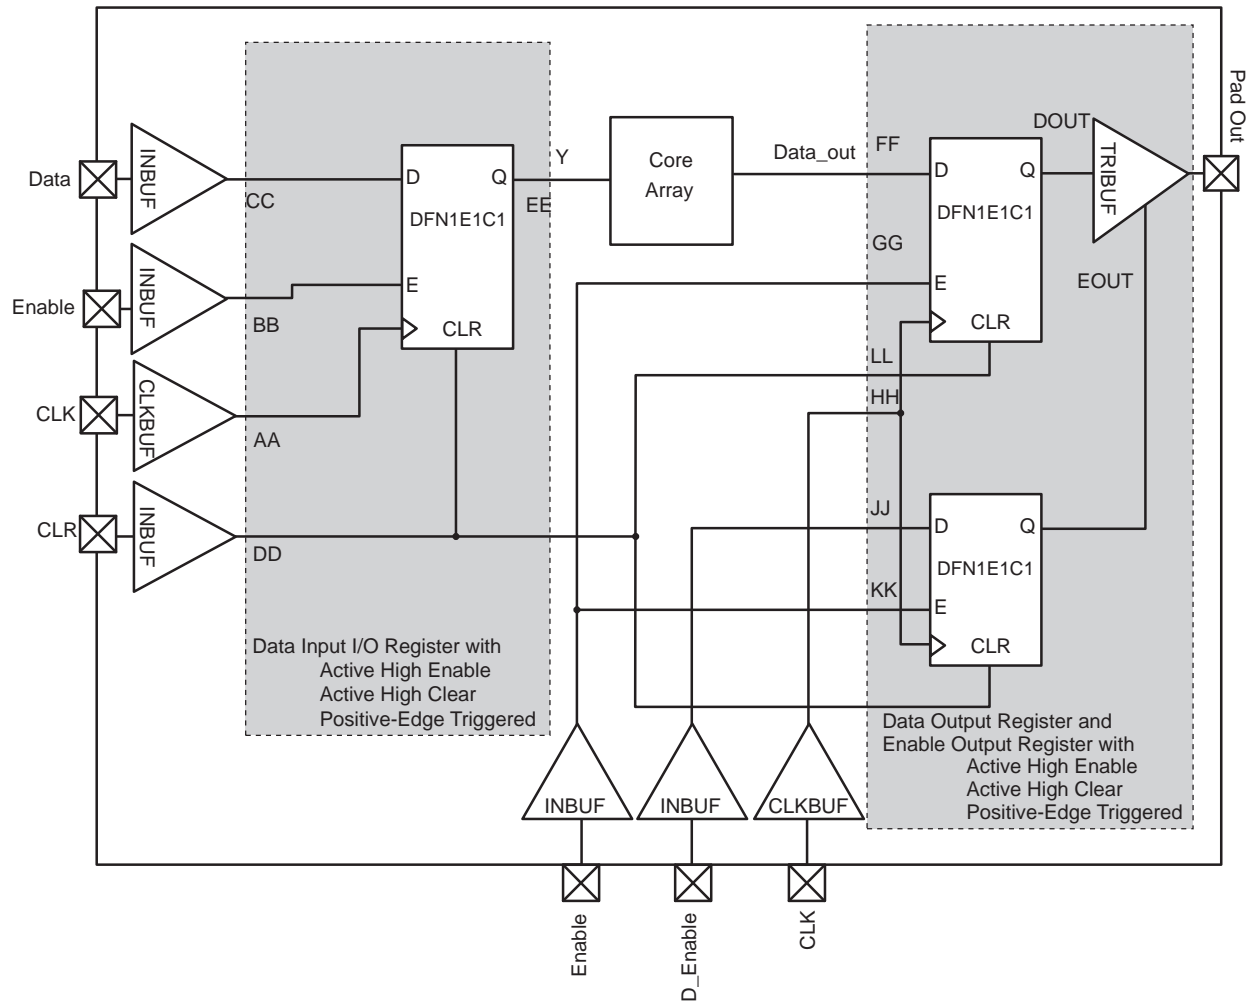 Data
INBUF
CC
D
Q
DFN1E1C1
E
CLR
Y
EE
Core
Array
Data_out
FF
D
Q
DFN1E1C1
GG
E
CLR
DOUT
TRIBUF
Pad Out
EOUT
Enable
INBUF
BB
CLK
CLKBUF
AA
CLR
INBUF
DD
LL
HH
JJ
D
Q
DFN1E1C1
KK
E
CLR
Data Input I/O Register with
Active High Enable
Active High Clear
Positive-Edge Triggered
Data Output Register and
Enable Output Register with
Active High Enable
Active High Clear
Positive-Edge Triggered
INBUF
INBUF
CLKBUF
Enable
D_Enable
CLK